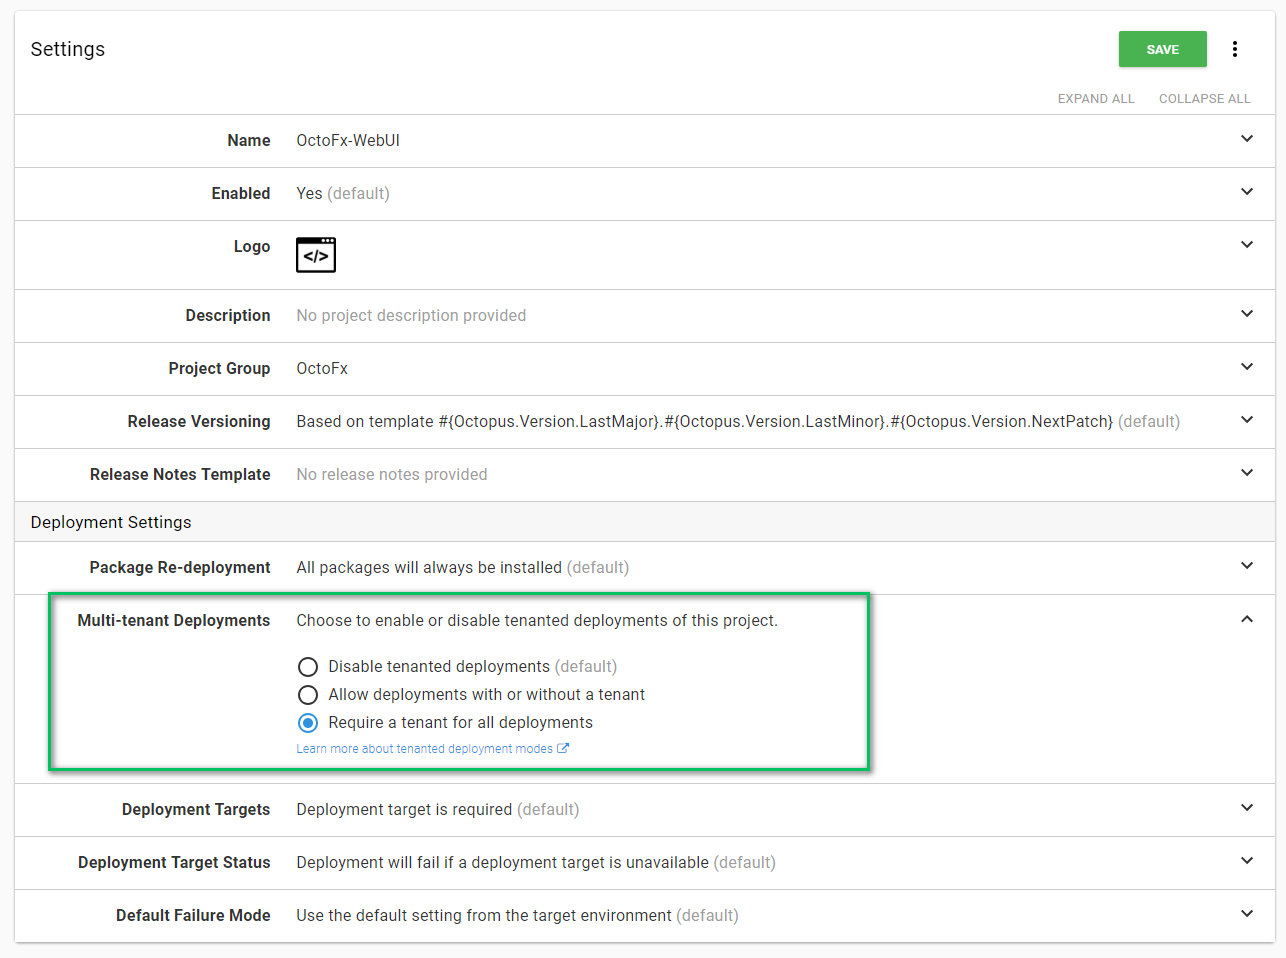 Settings
SAVE
EXPAND ALL COLLAPSE ALL
Name OctoFx-WebUI
Enabled Yes (default)
Logo </>
Description No project description provided
Project Group OctoFx
Release Versioning Based on template #{Octopus.Version.LastMajor}.#{Octopus.Version.LastMinor}.#{Octopus.Version.NextPatch} (default)
Release Notes Template No release notes provided
Deployment Settings
Package Re-deployment All packages will always be installed (default)
Multi-tenant Deployments Choose to enable or disable tenanted deployments of this project.
Disable tenanted deployments (default)
Allow deployments with or without a tenant
Require a tenant for all deployments
Learn more about tenanted deployment modes
Deployment Targets Deployment target is required (default)
Deployment Target Status Deployment will fail if a deployment target is unavailable (default)
Default Failure Mode Use the default setting from the target environment (default)